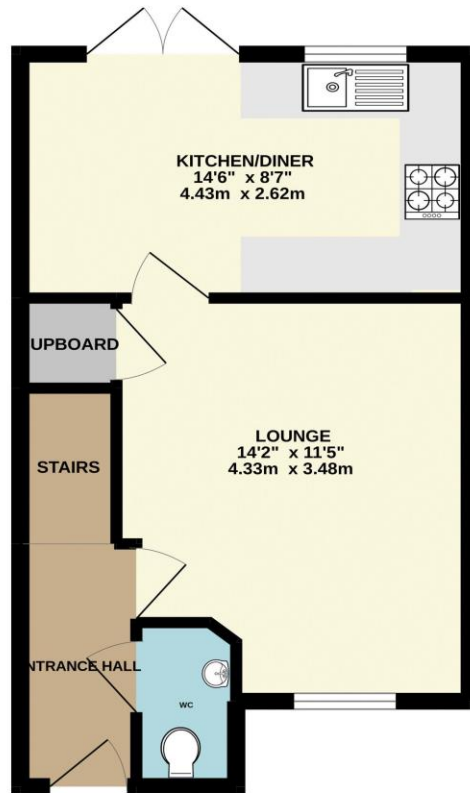 KITCHEN/DINER
14'6" x 8'7"
4.43m x 2.62m
UPBOARD
LOUNGE
14'2" x 11'5"
4.33m x 3.48m
STAIRS
NTRANCE HALL
WC